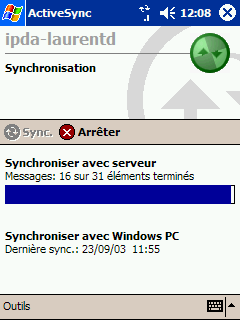 ActiveSync 12:08
ipda-laurentd
Synchronisation
Sync. Arrêter
Synchroniser avec serveur
Messages: 16 sur 31 éléments terminés
Synchroniser avec Windows PC
Dernière sync.: 23/09/03 11:55
Outils